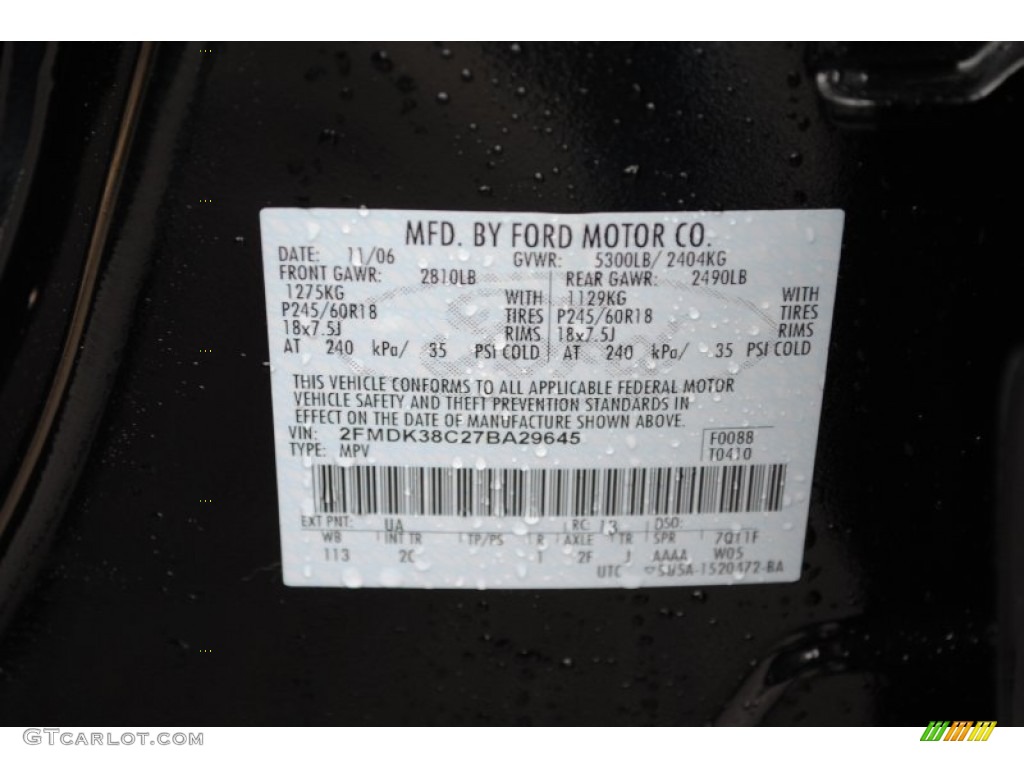 MFD. BY FORD MOTOR CO.
DATE: 11/06 GVWR: 5300LB/ 2404KG
FRONT GAWR: 2810LB REAR GAWR: 2490LB
1275KG WITH 1129KG WITH
P245/60R18 TIRES P245/60R18 TIRES
18x7.5J RIMS 18x7.5J RIMS
AT 240 kPa/ 35 PSI COLD AT 240 kPa/ 35 PSI COLD
THIS VEHICLE CONFORMS TO ALL APPLICABLE FEDERAL MOTOR
VEHICLE SAFETY AND THEFT PREVENTION STANDARDS IN
EFFECT ON THE DATE OF MANUFACTURE SHOWN ABOVE.
VIN: 2FMDK38C27BA29645 F0088
TYPE: MPV T0410
EXT PNT: UA RC: 13 DSO:
WB INT TR TP/PS R AXLE TR SPR 7Q11F
113 2C 1 2F J AAAA W05
UTC
GTCARLOT.COM